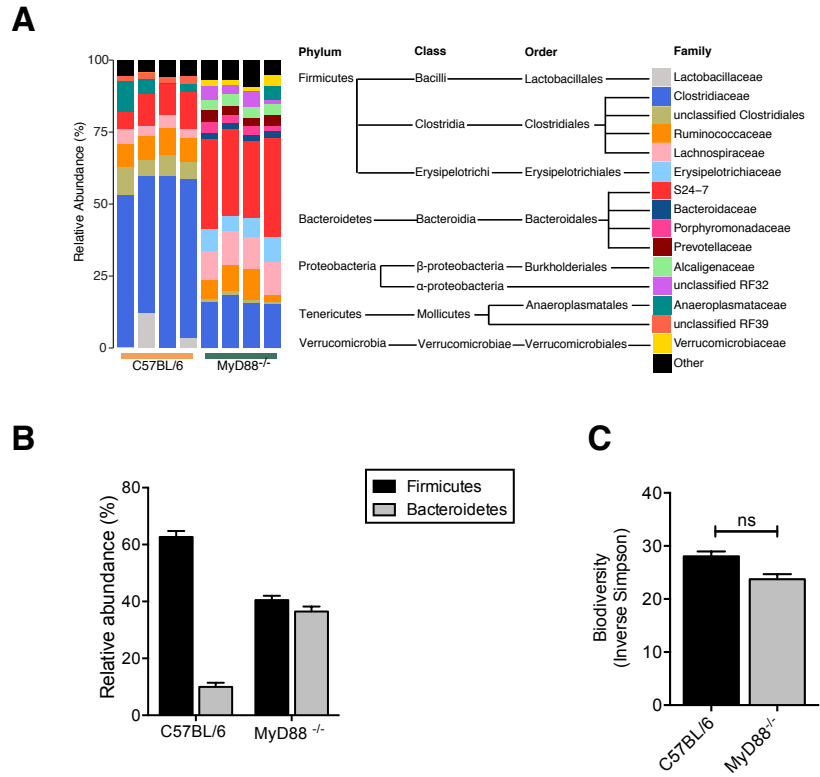 A
Phylum Class Order Family
Relative Abundance (%)
100
75
50
25
0
C57BL/6 MyD88-/-
Firmicutes Bacilli Lactobacillales Lactobacillaceae
Clostridiaceae
unclassified Clostridiales
Clostridia Clostridiales Ruminococcaceae
Lachnospiraceae
Erysipelotrichi Erysipelotrichiales Erysipelotrichiaceae
S24-7
Bacteroidetes Bacteroidia Bacteroidales Bacteroidaceae
Porphyromonadaceae
Prevotellaceae
Proteobacteria β-proteobacteria Burkholderiales Alcaligenaceae
α-proteobacteria unclassified RF32
Anaeroplasmatales Anaeroplasmataceae
Tenericutes Mollicutes unclassified RF39
Verrucomicrobia Verrucomicrobiae Verrucomicrobiales Verrucomicrobiaceae
Other
B
Relative abundance (%)
80
60
40
20
0
C57BL/6 MyD88 -/-
Firmicutes
Bacteroidetes
C
Biodiversity
(Inverse Simpson)
40
30
20
10
0
ns
C57BL/6
MyD88-/-